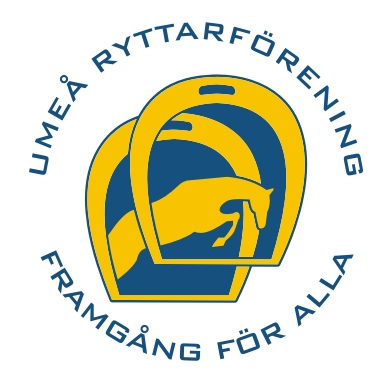 UMEÅ RYTTARFÖRENING
FRAMGÅNG FÖR ALLA